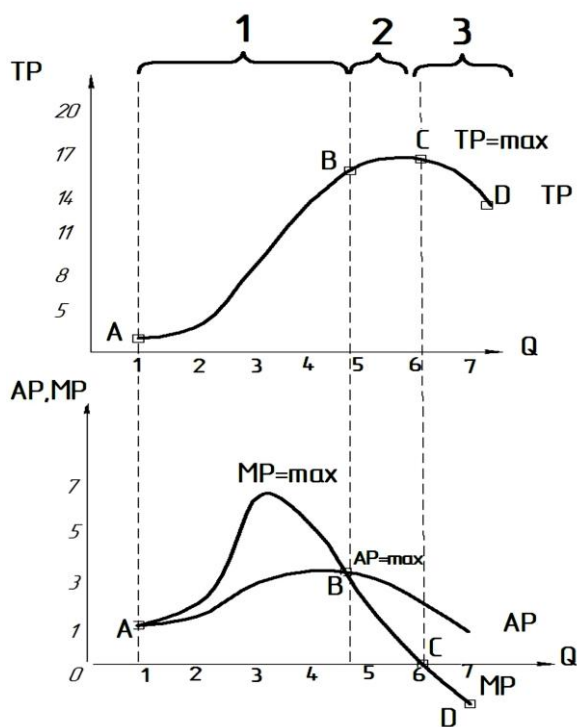 1 2 3
TP
20
17
14
11
8
5
A
B
C
TP=max
D TP
1 2 3 4 5 6 7 Q
AP,MP
7
5
3
1
0
MP=max
A
B
AP=max
AP
C
1 2 3 4 5 6 7 Q
D
MP